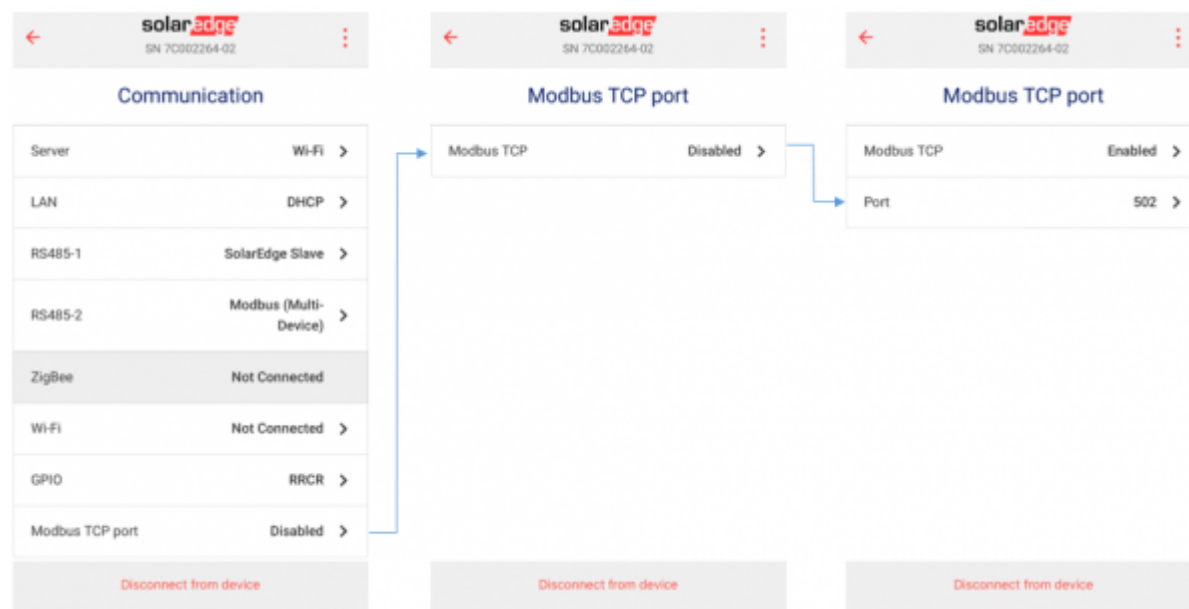 solaredge
SN 7C002264-02
Communication
Server Wi-Fi
LAN DHCP
RS485-1 SolarEdge Slave
RS485-2 Modbus (Multi-
Device)
ZigBee Not Connected
Wi-Fi Not Connected
GPIO RRCR
Modbus TCP port Disabled
Disconnect from device
solaredge
SN 7C002264-02
Modbus TCP port
Modbus TCP Disabled
Disconnect from device
solaredge
SN 7C002264-02
Modbus TCP port
Modbus TCP Enabled
Port 502
Disconnect from device